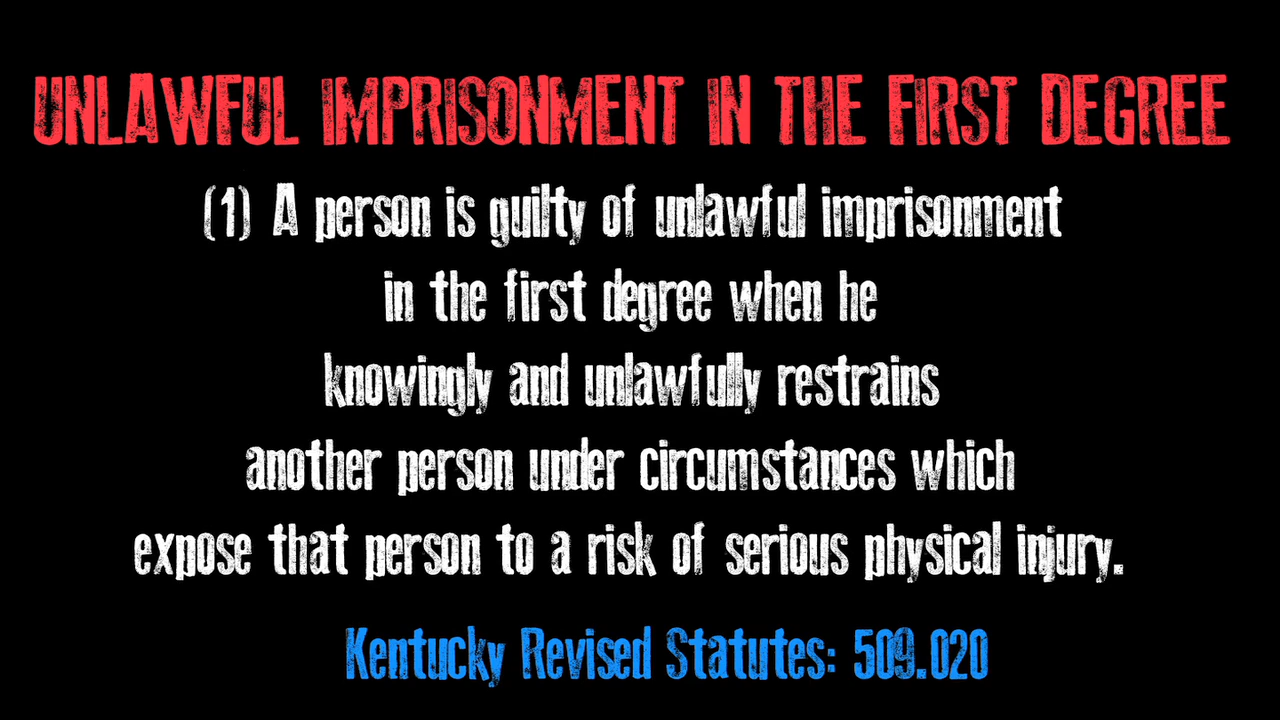 UNLAWFUL IMPRISONMENT IN THE FIRST DEGREE
(1) A person is guilty of unlawful imprisonment
in the first degree when he
knowingly and unlawfully restrains
another person under circumstances which
expose that person to a risk of serious physical injury.
Kentucky Revised Statutes: 509.020